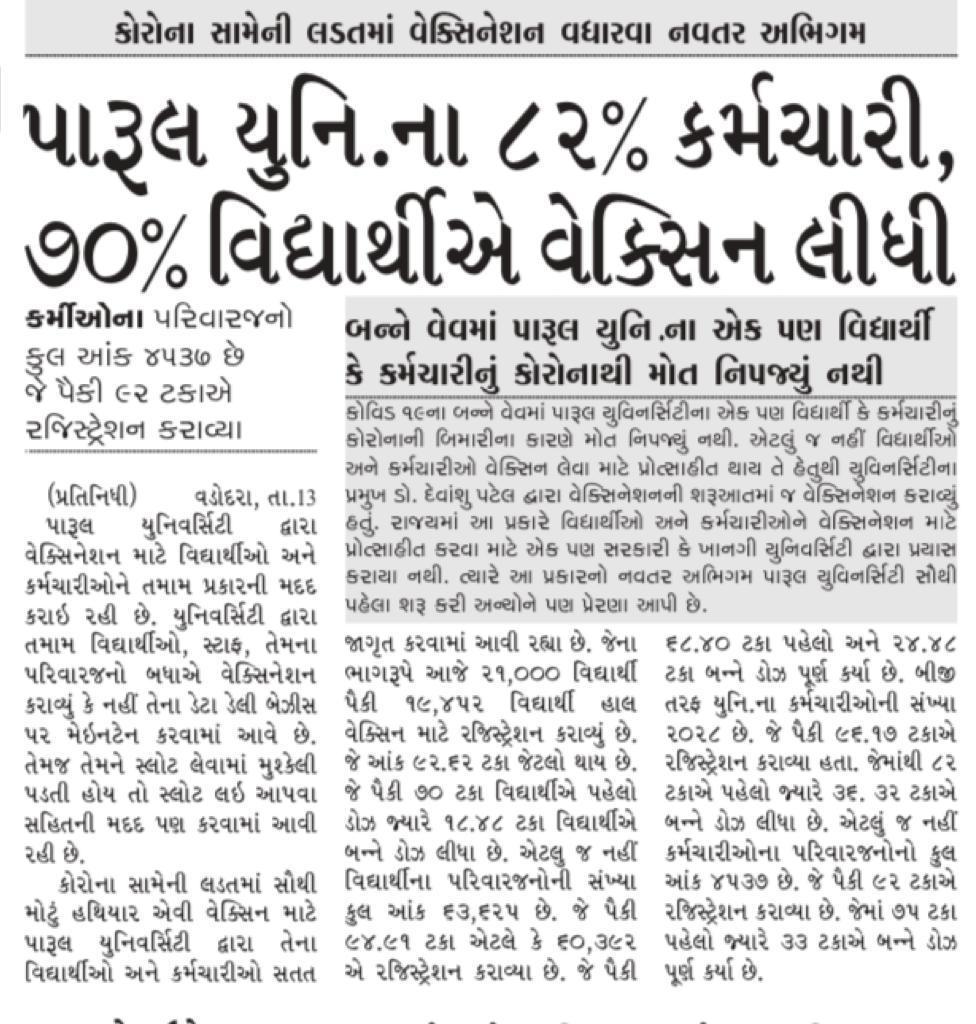 કોરોના સામેની લડતમાં વેક્સિનેશન વધારવા નવતર અભિગમ
પારૂલ યુનિ.ના ૮૨% કર્મચારી,
૭૦% વિદ્યાર્થીએ વેક્સિન લીધી
કર્મીઓના પરિવારજનો
કુલ આંક ૪૫૩૭ છે
જે પૈકી ૯૨ ટકાએ
રજિસ્ટ્રેશન કરાવ્યા
(પ્રતિનિધી) વડોદરા, તા.13
પારૂલ યુનિવર્સિટી દ્વારા
વેક્સિનેશન માટે વિદ્યાર્થીઓ અને
કર્મચારીઓને તમામ પ્રકારની મદદ
કરાઇ રહી છે. યુનિવર્સિટી દ્વારા
તમામ વિદ્યાર્થીઓ, સ્ટાફ, તેમના
પરિવારજનો બધાએ વેક્સિનેશન
કરાવ્યું કે નહીં તેના ડેટા ડેલી બેઝીસ
પર મેઇનટેન કરવામાં આવે છે.
તેમજ તેમને સ્લોટ લેવામાં મુશ્કેલી
પડતી હોય તો સ્લોટ લઇ આપવા
સહિતની મદદ પણ કરવામાં આવી
રહી છે.
કોરોના સામેની લડતમાં સૌથી
મોટું હથિયાર એવી વેક્સિન માટે
પારૂલ યુનિવર્સિટી દ્વારા તેના
વિદ્યાર્થીઓ અને કર્મચારીઓ સતત
બન્ને વેવમાં પારૂલ યુનિ.ના એક પણ વિદ્યાર્થી
કે કર્મચારીનું કોરોનાથી મોત નિપજ્યું નથી
કોવિડ ૧૯ના બન્ને વેવમાં પારૂલ યુવિનર્સિટીના એક પણ વિદ્યાર્થી કે કર્મચારીનું
કોરોનાની બિમારીના કારણે મોત નિપજ્યું નથી. એટલું જ નહીં વિદ્યાર્થીઓ
અને કર્મચારીઓ વેક્સિન લેવા માટે પ્રોત્સાહીત થાય તે હેતુથી યુવિનર્સિટીના
પ્રમુખ ડો. દેવાંશુ પટેલ દ્વારા વેક્સિનેશનની શરૂઆતમાં જ વેક્સિનેશન કરાવ્યું
હતું. રાજયમાં આ પ્રકારે વિદ્યાર્થીઓ અને કર્મચારીઓને વેક્સિનેશન માટે
પ્રોત્સાહીત કરવા માટે એક પણ સરકારી કે ખાનગી યુનિવર્સિટી દ્વારા પ્રયાસ
કરાયા નથી. ત્યારે આ પ્રકારનો નવતર અભિગમ પારૂલ યુવિનર્સિટી સૌથી
પહેલા શરૂ કરી અન્યોને પણ પ્રેરણા આપી છે.
જાગૃત કરવામાં આવી રહ્યા છે. જેના
ભાગરૂપે આજે ૨૧,૦૦૦ વિદ્યાર્થી
પૈકી ૧૯,૪૫૨ વિદ્યાર્થી હાલ
વેક્સિન માટે રજિસ્ટ્રેશન કરાવ્યું છે.
જે આંક ૯૨.૬૨ ટકા જેટલો થાય છે.
જે પૈકી ૭૦ ટકા વિદ્યાર્થીએ પહેલો
ડોઝ જ્યારે ૧૮.૪૮ ટકા વિદ્યાર્થીએ
બન્ને ડોઝ લીધા છે. એટલુ જ નહીં
વિદ્યાર્થીના પરિવારજનોની સંખ્યા
કુલ આંક ૬૩,૬૨૫ છે. જે પૈકી
૯૪.૯૧ ટકા એટલે કે ૬૦,૩૯૨
એ રજિસ્ટ્રેશન કરાવ્યા છે. જે પૈકી
૬૮.૪૦ ટકા પહેલો અને ૨૪.૪૮
ટકા બન્ને ડોઝ પૂર્ણ કર્યા છે. બીજી
તરફ યુનિ.ના કર્મચારીઓની સંખ્યા
૨૦૨૮ છે. જે પૈકી ૯૬.૧૭ ટકાએ
રજિસ્ટ્રેશન કરાવ્યા હતા. જેમાંથી ૮૨
ટકાએ પહેલો જ્યારે ૩૬. ૩૨ ટકાએ
બન્ને ડોઝ લીધા છે. એટલું જ નહીં
કર્મચારીઓના પરિવારજનોનો કુલ
આંક ૪૫૩૭ છે. જે પૈકી ૯૨ ટકાએ
રજિસ્ટ્રેશન કરાવ્યા છે. જેમાં ૭૫ ટકા
પહેલો જ્યારે ૩૩ ટકાએ બન્ને ડોઝ
પૂર્ણ કર્યા છે.